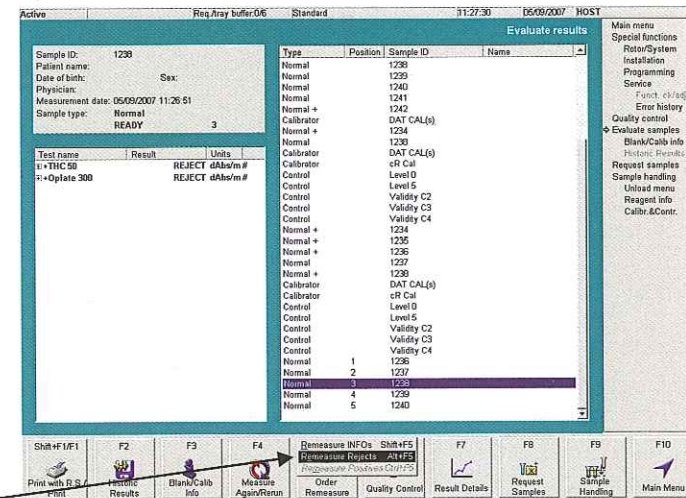 Active Req./tray buffer:0/6 Standard 11:27:30 05/09/2007 HOST
Evaluate results
Sample ID: 1238
Patient name:
Date of birth: Sex:
Physician:
Measurement date: 05/09/2007 11:26:51
Sample type: Normal
READY 3
Test name Result Units
+THC 50 REJECT dAbs/m #
+Opiate 300 REJECT dAbs/m #
Type Position Sample ID Name
Normal 1238
Normal 1239
Normal 1240
Normal 1241
Normal + 1242
Calibrator DAT CAL(s)
Normal + 1234
Normal 1238
Calibrator DAT CAL(s)
Calibrator cR Cal
Control Level 0
Control Level 5
Control Validity C2
Control Validity C3
Control Validity C4
Normal + 1234
Normal + 1235
Normal + 1236
Normal 1237
Normal + 1238
Calibrator DAT CAL(s)
Calibrator cR Cal
Control Level 0
Control Level 5
Control Validity C2
Control Validity C3
Control Validity C4
Normal 1 1236
Normal 2 1237
Normal 3 1238
Normal 4 1239
Normal 5 1240
Main menu
Special functions
Rotor/System
Installation
Programming
Service
Funct. ck/adj
Error history
Quality control
Evaluate samples
Blank/Calib info
Historic Results
Request samples
Sample handling
Unload menu
Reagent info
Calibr.&Contr.
Remeasure INFOs Shift+F5
Remeasure Rejects Alt+F5
Remeasure Positives Ctrl+F5
Shift+F1/F1 F2 F3 F4 F7 F8 F9 F10
Print with R.S./ Print
Historic Results
Blank/Calib Info
Measure Again/Rerun
Order Remeasure
Quality Control
Result Details
Request Samples
Sample Handling
Main Menu